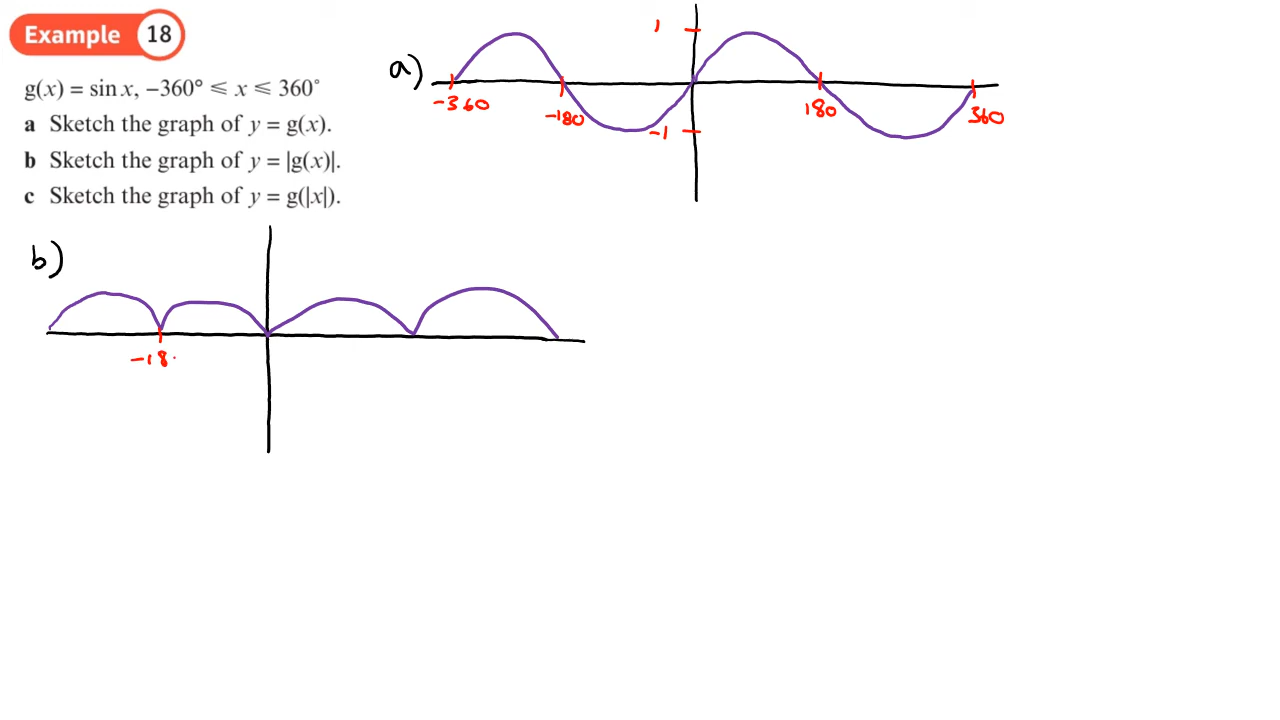 Example 18
g(x) = sin x, −360° ⩽ x ⩽ 360°
a Sketch the graph of y = g(x).
b Sketch the graph of y = |g(x)|.
c Sketch the graph of y = g(|x|).
a)
1
-360
-180
-1
180
360
b)
-18